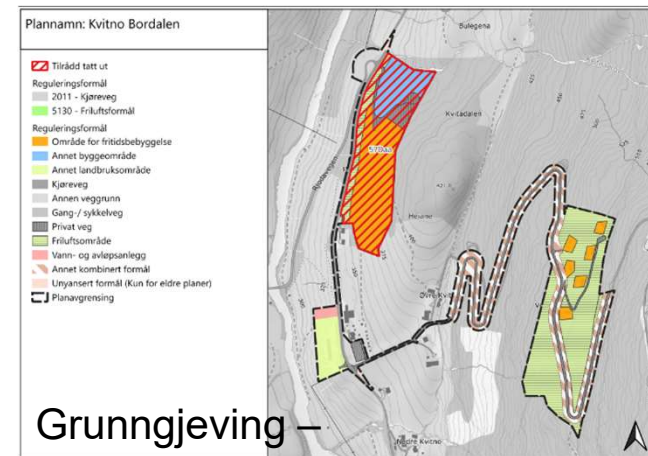 Plannamn: Kvitno Bordalen
Tilrådd tatt ut
Reguleringsformål
2011 - Kjøreveg
5130 - Friluftsformål
Reguleringsformål
Område for fritidsbebyggelse
Annet byggeområde
Annet landbruksområde
Kjøreveg
Annen veggrunn
Gang-/ sykkelveg
Privat veg
Friluftsområde
Vann- og avløpsanlegg
Annet kombinert formål
Unyansert formål (Kun for eldre planer)
Planavgrensing
Bulegena
Kvitadalen
Øvre Kvit
Nedre Kvitno
Grunngjeving –